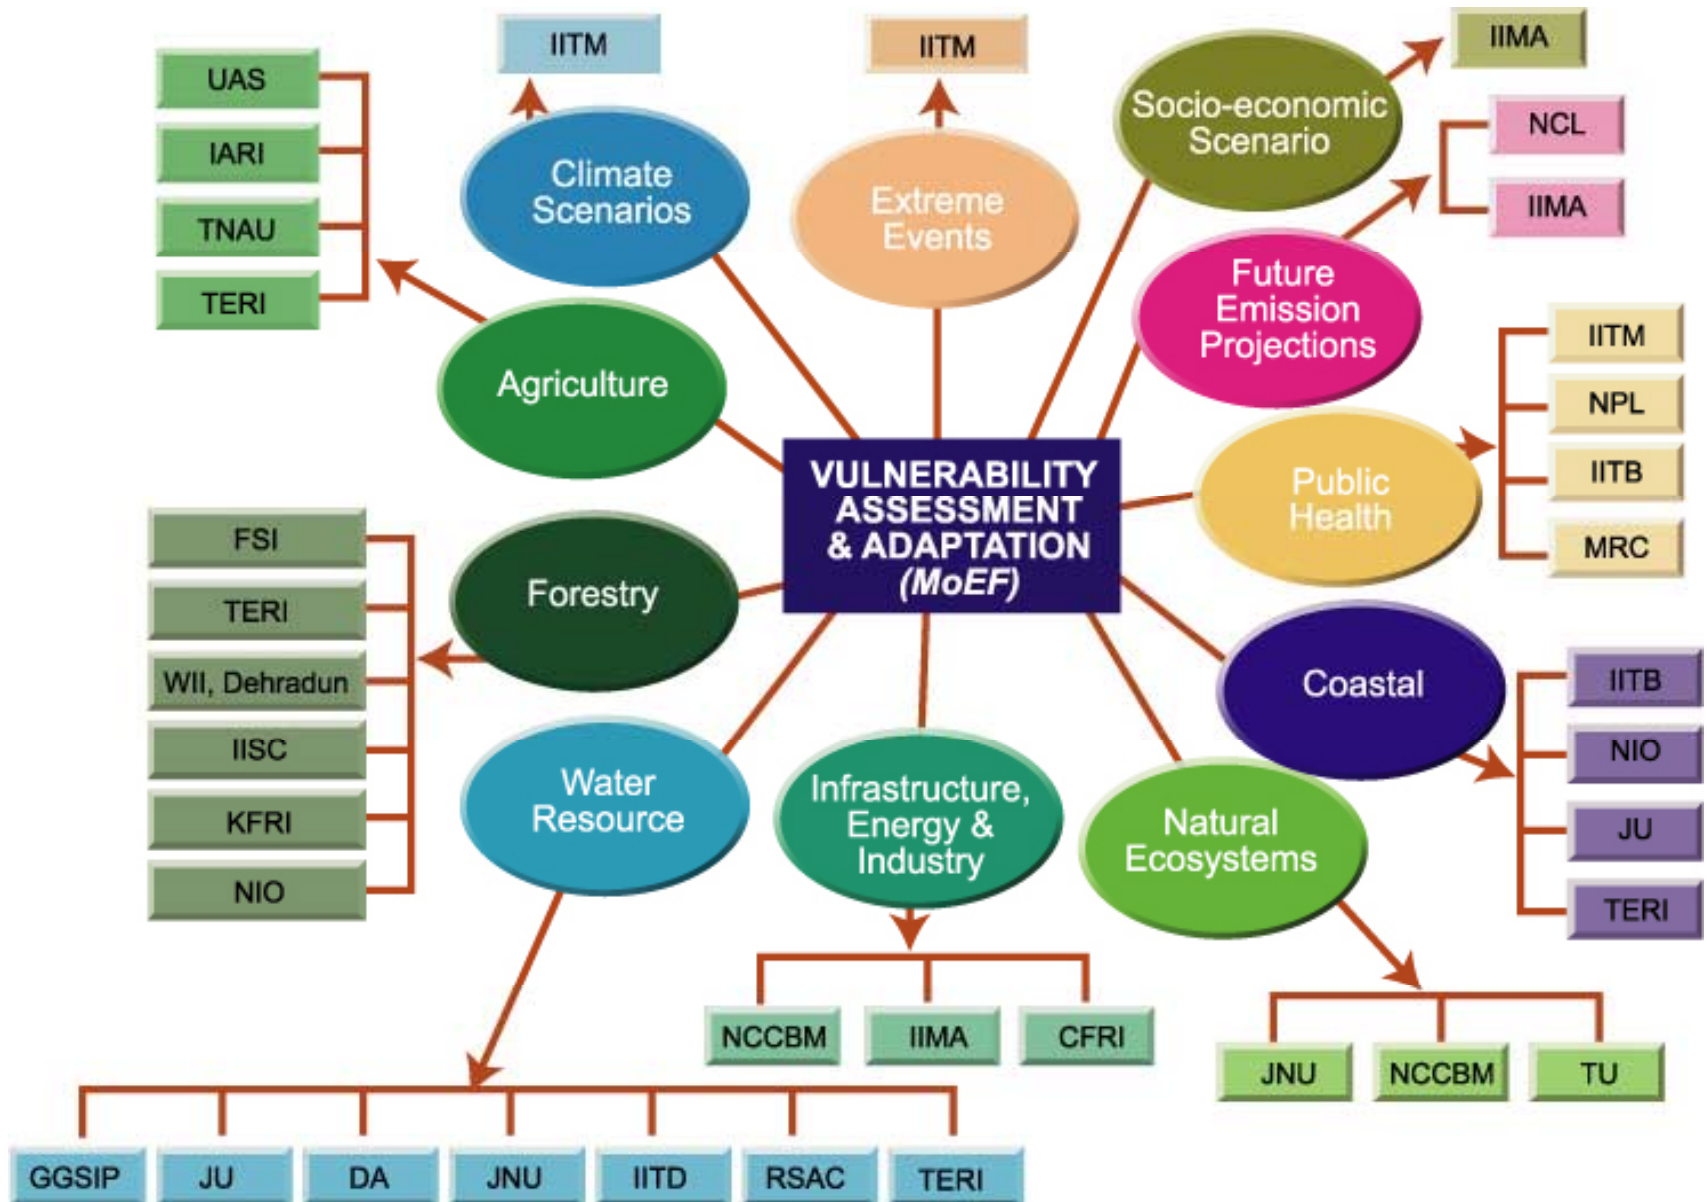 IITM
IITM
IIMA
UAS
IARI
TNAU
TERI
Climate
Scenarios
Extreme
Events
Socio-economic
Scenario
NCL
IIMA
Future
Emission
Projections
Agriculture
IITM
NPL
IITB
MRC
Public
Health
VULNERABILITY
ASSESSMENT
& ADAPTATION
(MoEF)
FSI
TERI
WII, Dehradun
IISC
KFRI
NIO
Forestry
Coastal
IITB
NIO
JU
TERI
Water
Resource
Infrastructure,
Energy &
Industry
Natural
Ecosystems
NCCBM
IIMA
CFRI
JNU
NCCBM
TU
GGSIP
JU
DA
JNU
IITD
RSAC
TERI